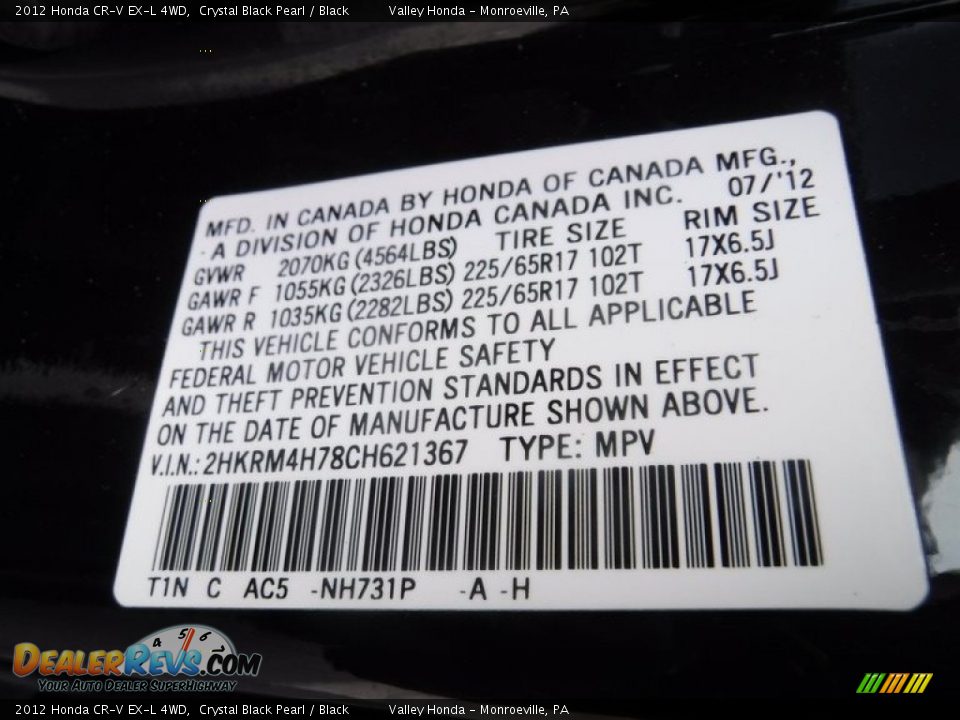 2012 Honda CR-V EX-L 4WD, Crystal Black Pearl / Black Valley Honda - Monroeville, PA
MFD. IN CANADA BY HONDA OF CANADA MFG.,
A DIVISION OF HONDA CANADA INC. 07/'12
GVWR 2070KG (4564LBS) TIRE SIZE RIM SIZE
GAWR F 1055KG (2326LBS) 225/65R17 102T 17X6.5J
GAWR R 1035KG (2282LBS) 225/65R17 102T 17X6.5J
THIS VEHICLE CONFORMS TO ALL APPLICABLE
FEDERAL MOTOR VEHICLE SAFETY
AND THEFT PREVENTION STANDARDS IN EFFECT
ON THE DATE OF MANUFACTURE SHOWN ABOVE.
V.I.N.: 2HKRM4H78CH621367 TYPE: MPV
T1N C AC5 -NH731P -A -H
4 5 6
DEALERREVS.COM
Your Auto Dealer SuperHighway
2012 Honda CR-V EX-L 4WD, Crystal Black Pearl / Black Valley Honda - Monroeville, PA